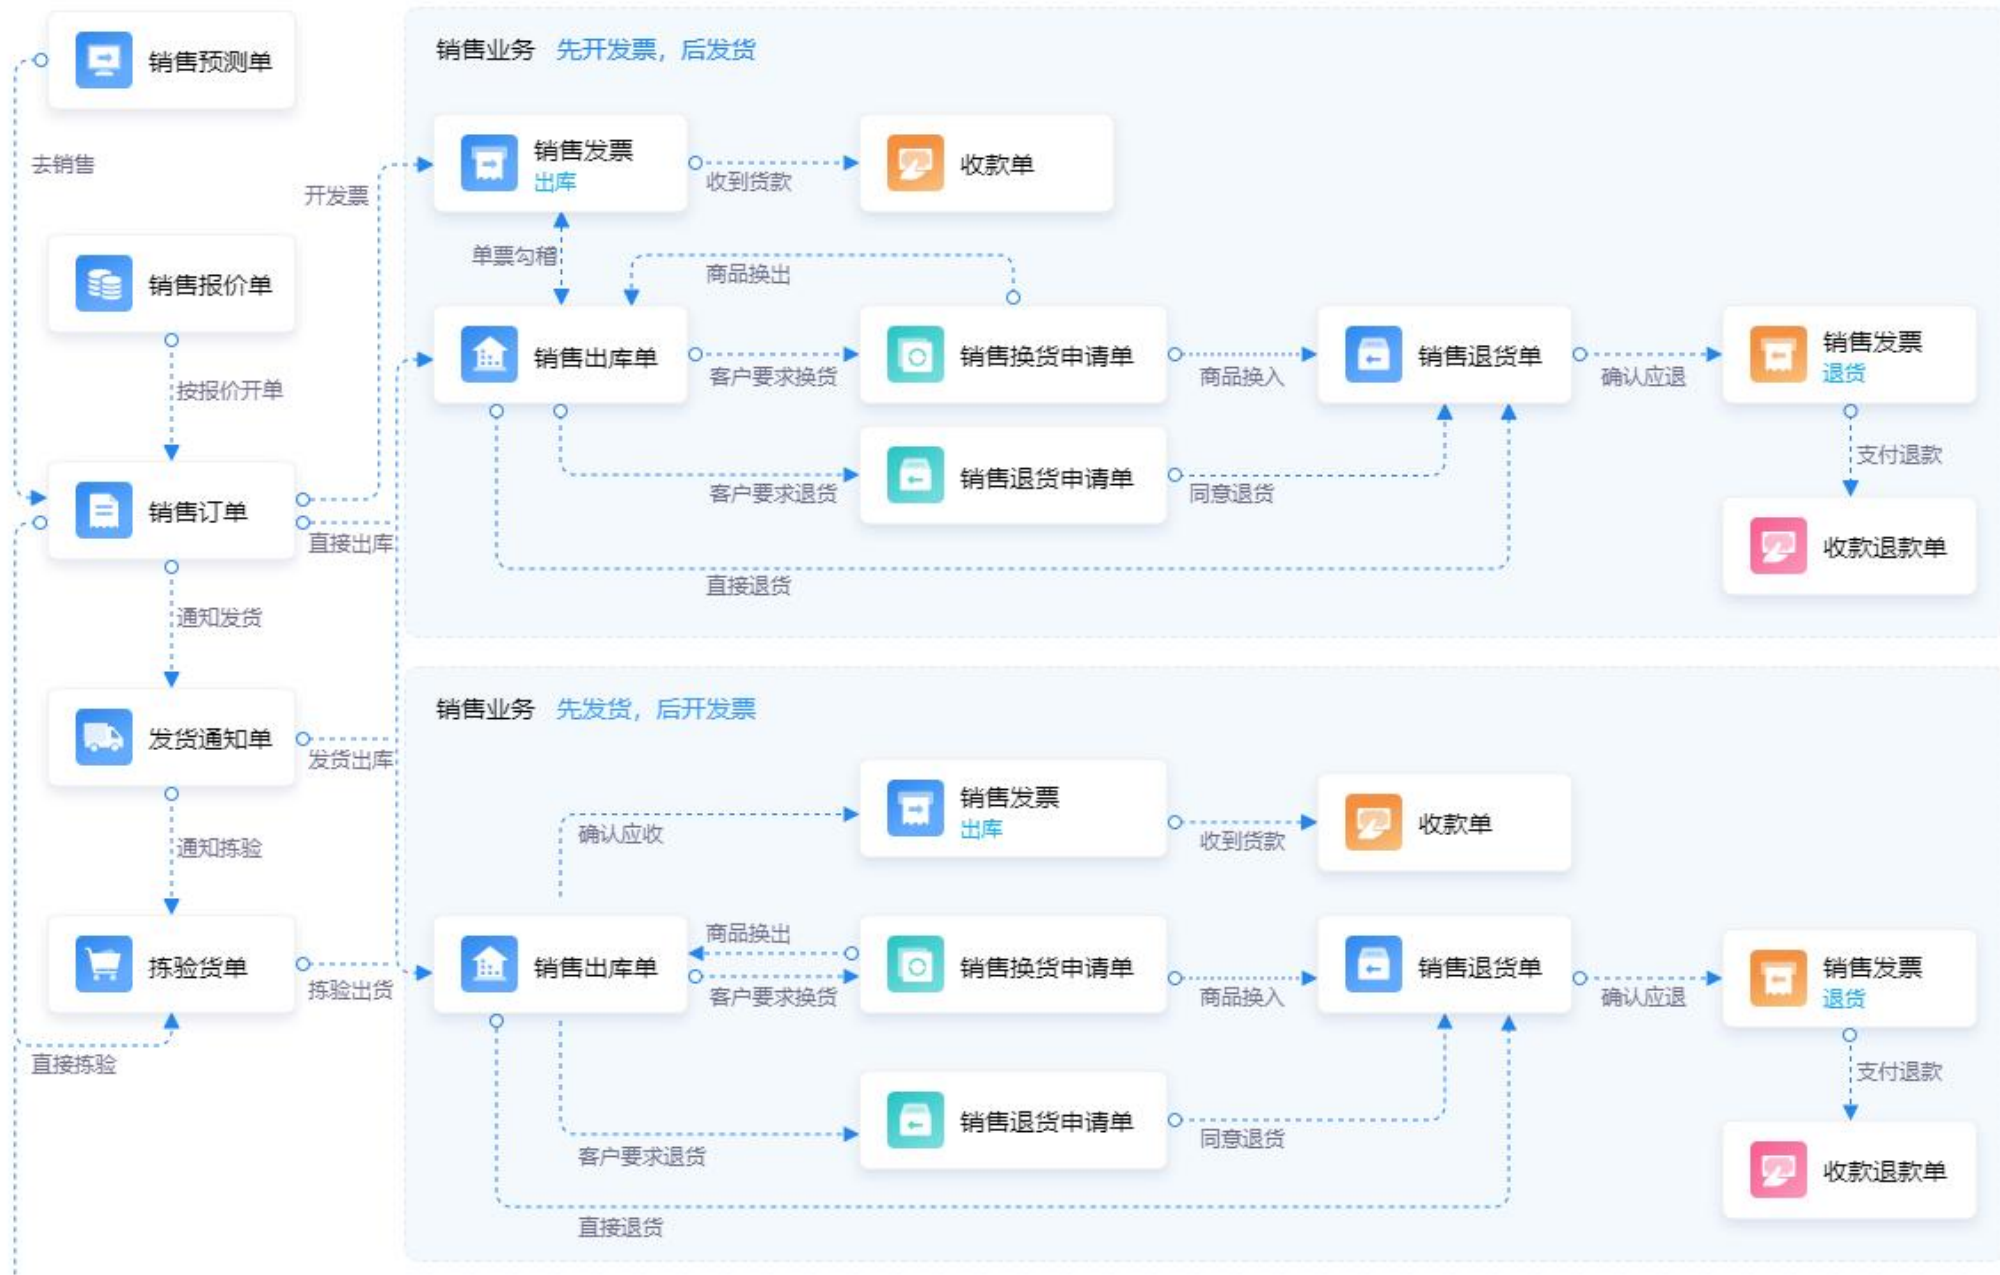 销售预测单
去销售
销售报价单
按报价开单
销售订单
开发票
直接出库
通知发货
发货通知单
发货出库
通知拣验
拣验货单
拣验出货
直接拣验
销售业务 先开发票，后发货
销售发票
出库
收到货款
收款单
单票勾稽
商品换出
销售出库单
客户要求换货
销售换货申请单
商品换入
销售退货单
确认应退
销售发票
退货
客户要求退货
销售退货申请单
同意退货
支付退款
收款退款单
直接退货
销售业务 先发货，后开发票
确认应收
销售发票
出库
收到货款
收款单
商品换出
销售出库单
客户要求换货
销售换货申请单
商品换入
销售退货单
确认应退
销售发票
退货
客户要求退货
销售退货申请单
同意退货
支付退款
收款退款单
直接退货